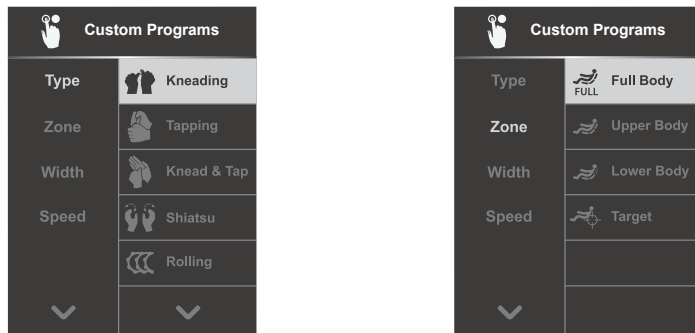 Custom Programs
Type
Kneading
Zone
Tapping
Width
Knead & Tap
Speed
Shiatsu
Rolling
Custom Programs
Type
FULL
Full Body
Zone
Upper Body
Width
Lower Body
Speed
Target